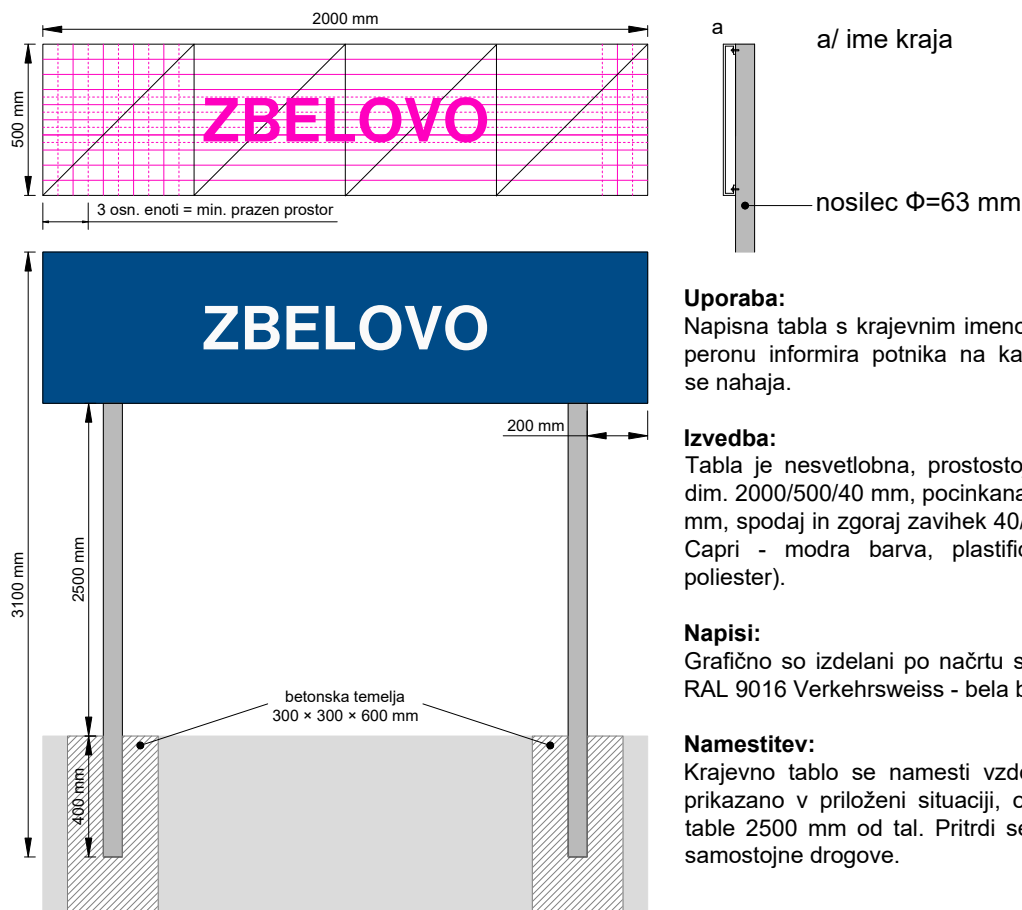 2000 mm
500 mm
ZBELOVO
3 osn. enoti = min. prazen prostor
a
a/ ime kraja
nosilec Φ=63 mm
ZBELOVO
200 mm
3100 mm
2500 mm
betonska temelja
300 × 300 × 600 mm
400 mm
Uporaba:
Napisna tabla s krajevnim imeno
peronu informira potnika na ka
se nahaja.
Izvedba:
Tabla je nesvetlobna, prostosto
dim. 2000/500/40 mm, pocinkana
mm, spodaj in zgoraj zavihek 40/
Capri - modra barva, plastific
poliester).
Napisi:
Grafično so izdelani po načrtu s
RAL 9016 Verkehrsweiss - bela b
Namestitev:
Krajevno tablo se namesti vzdo
prikazano v priloženi situaciji, o
table 2500 mm od tal. Pritrdi se
samostojne drogove.